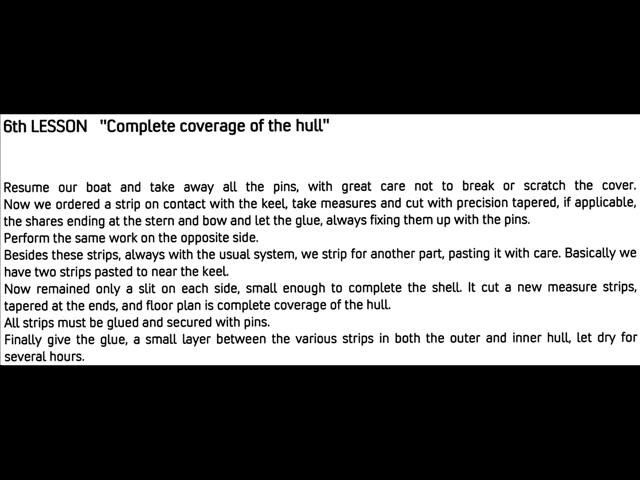 6th LESSON "Complete coverage of the hull"
Resume our boat and take away all the pins, with great care not to break or scratch the cover.
Now we ordered a strip on contact with the keel, take measures and cut with precision tapered, if applicable,
the shares ending at the stern and bow and let the glue, always fixing them up with the pins.
Perform the same work on the opposite side.
Besides these strips, always with the usual system, we strip for another part, pasting it with care. Basically we
have two strips pasted to near the keel.
Now remained only a slit on each side, small enough to complete the shell. It cut a new measure strips,
tapered at the ends, and floor plan is complete coverage of the hull.
All strips must be glued and secured with pins.
Finally give the glue, a small layer between the various strips in both the outer and inner hull, let dry for
several hours.